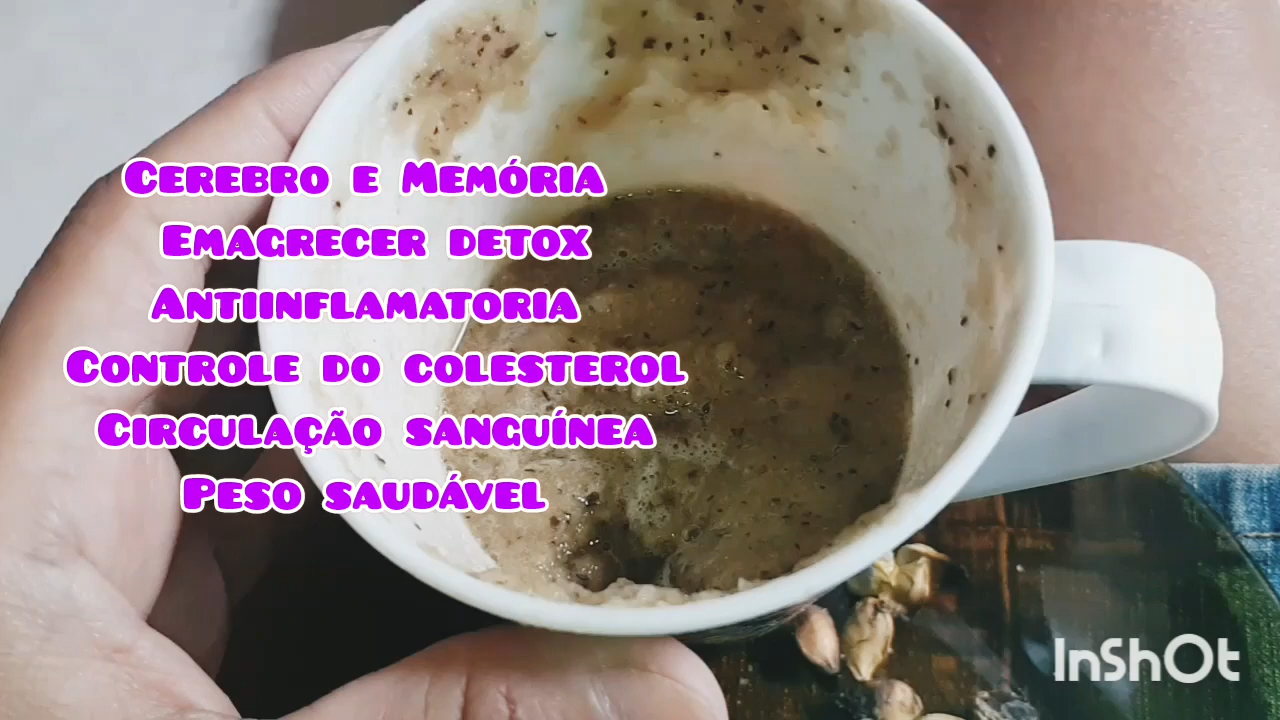 Cerebro e Memória
Emagrecer detox
Antiinflamatoria
Controle do colesterol
Circulação sanguínea
Peso saudável
InShOt